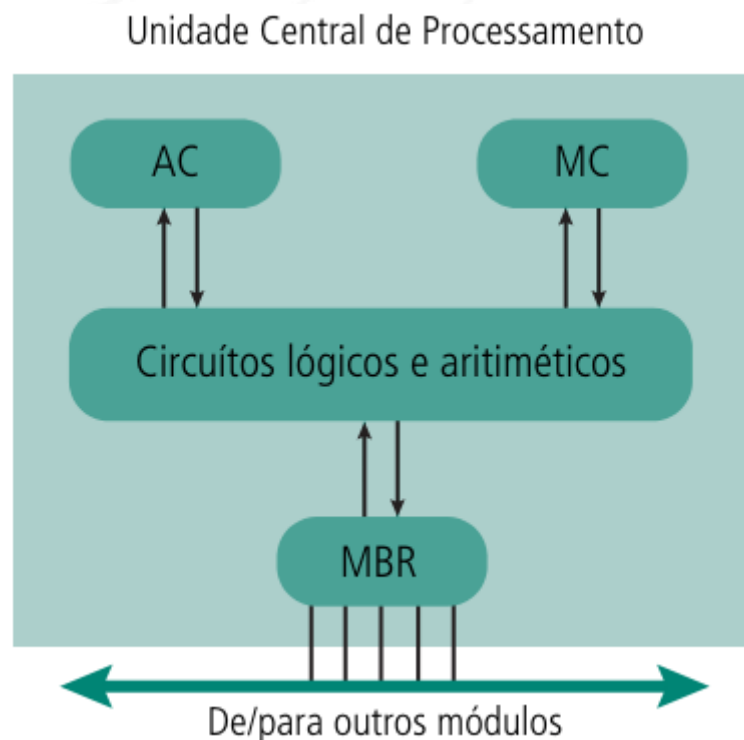 Unidade Central de Processamento
AC
MC
Circuítos lógicos e aritiméticos
MBR
De/para outros módulos